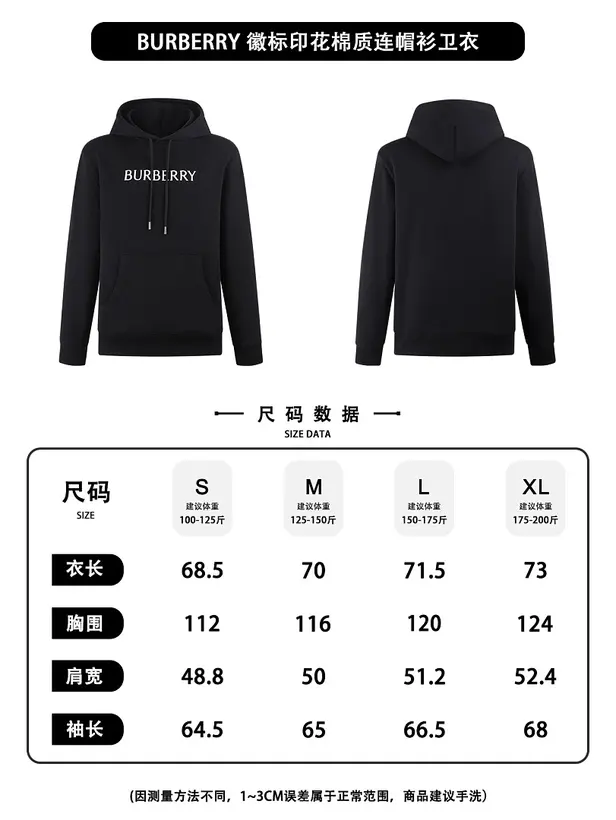 BURBERRY 徽标印花棉质连帽衫卫衣
BURBERRY
尺码数据
SIZE DATA
尺码 S M L XL
SIZE 建议体重 建议体重 建议体重 建议体重
100-125斤 125-150斤 150-175斤 175-200斤
衣长 68.5 70 71.5 73
胸围 112 116 120 124
肩宽 48.8 50 51.2 52.4
袖长 64.5 65 66.5 68
(因测量方法不同，1~3CM误差属于正常范围，商品建议手洗)